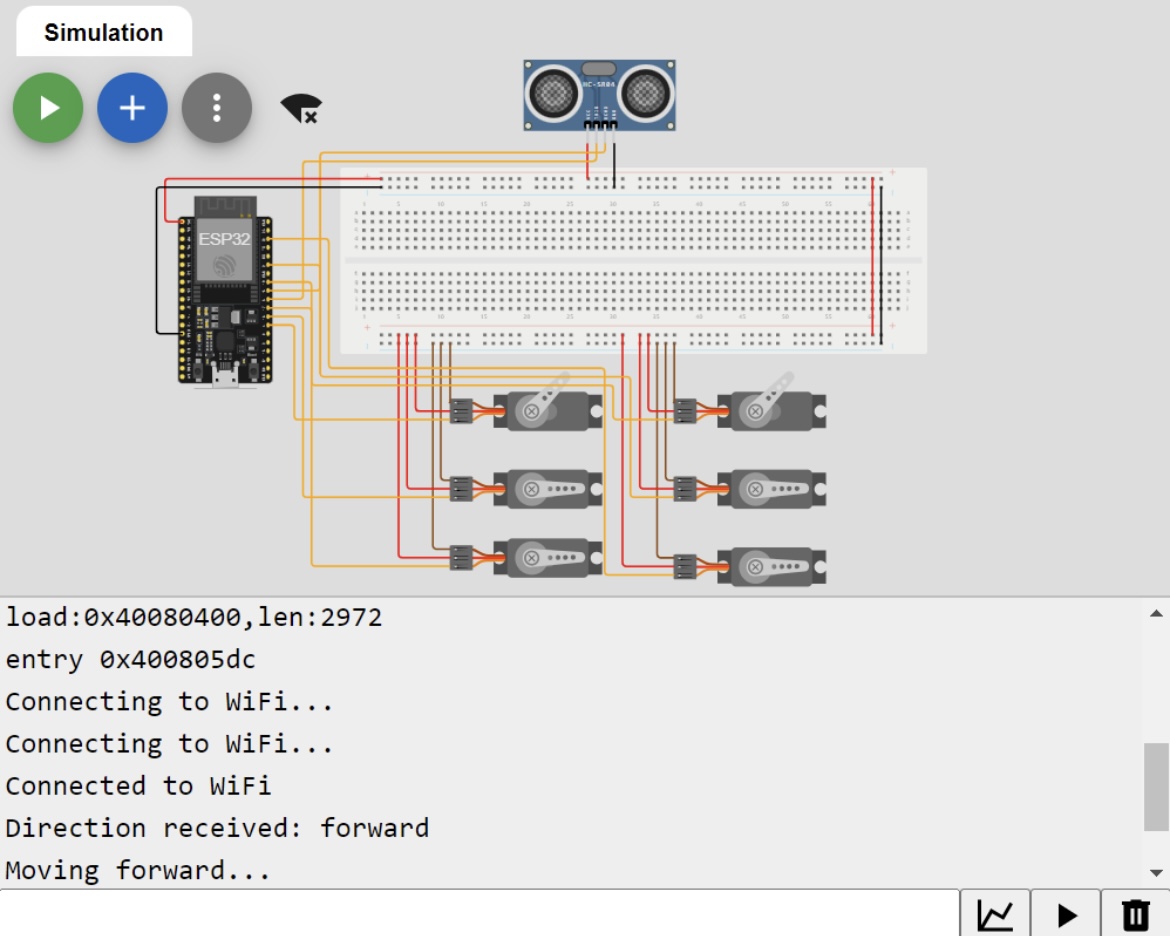 Simulation
HC-SR04
ESP32
load:0x40080400,len:2972
entry 0x400805dc
Connecting to WiFi...
Connecting to WiFi...
Connected to WiFi
Direction received: forward
Moving forward...